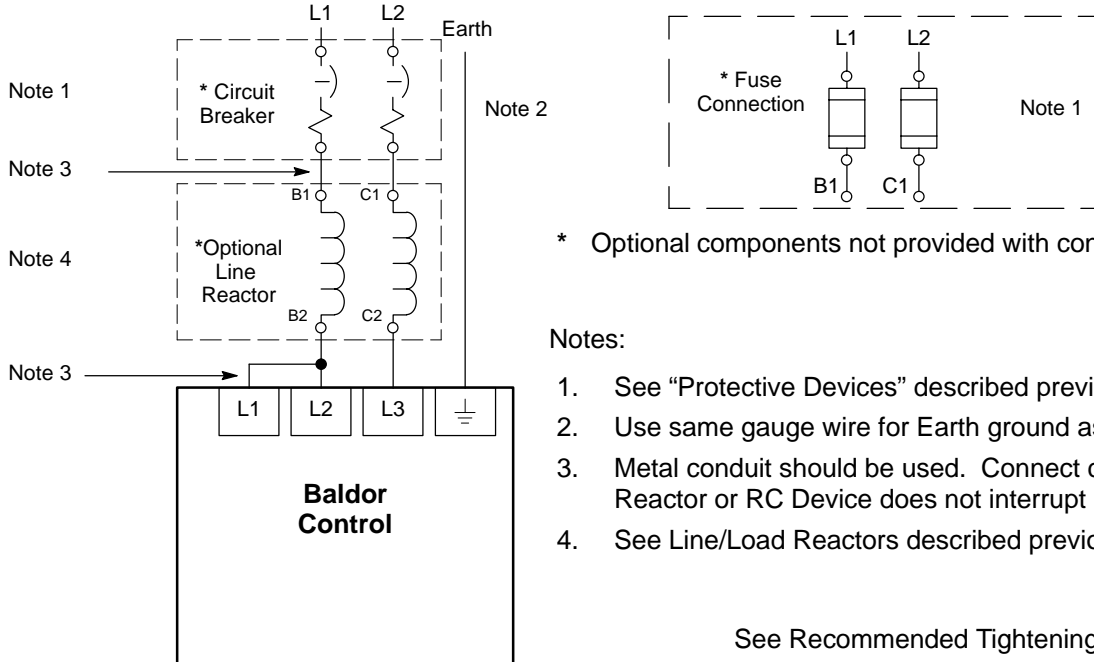 L1 L2
Earth
Note 1
* Circuit
Breaker
Note 2
Note 3
B1 C1
Note 4
*Optional
Line
Reactor
B2 C2
Note 3
L1 L2 L3
Baldor
Control
L1 L2
* Fuse
Connection
Note 1
B1 C1
* Optional components not provided with
Notes:
1. See “Protective Devices” described
2. Use same gauge wire for Earth ground
3. Metal conduit should be used. Connect
Reactor or RC Device does not interrupt
4. See Line/Load Reactors described
See Recommended Tightening